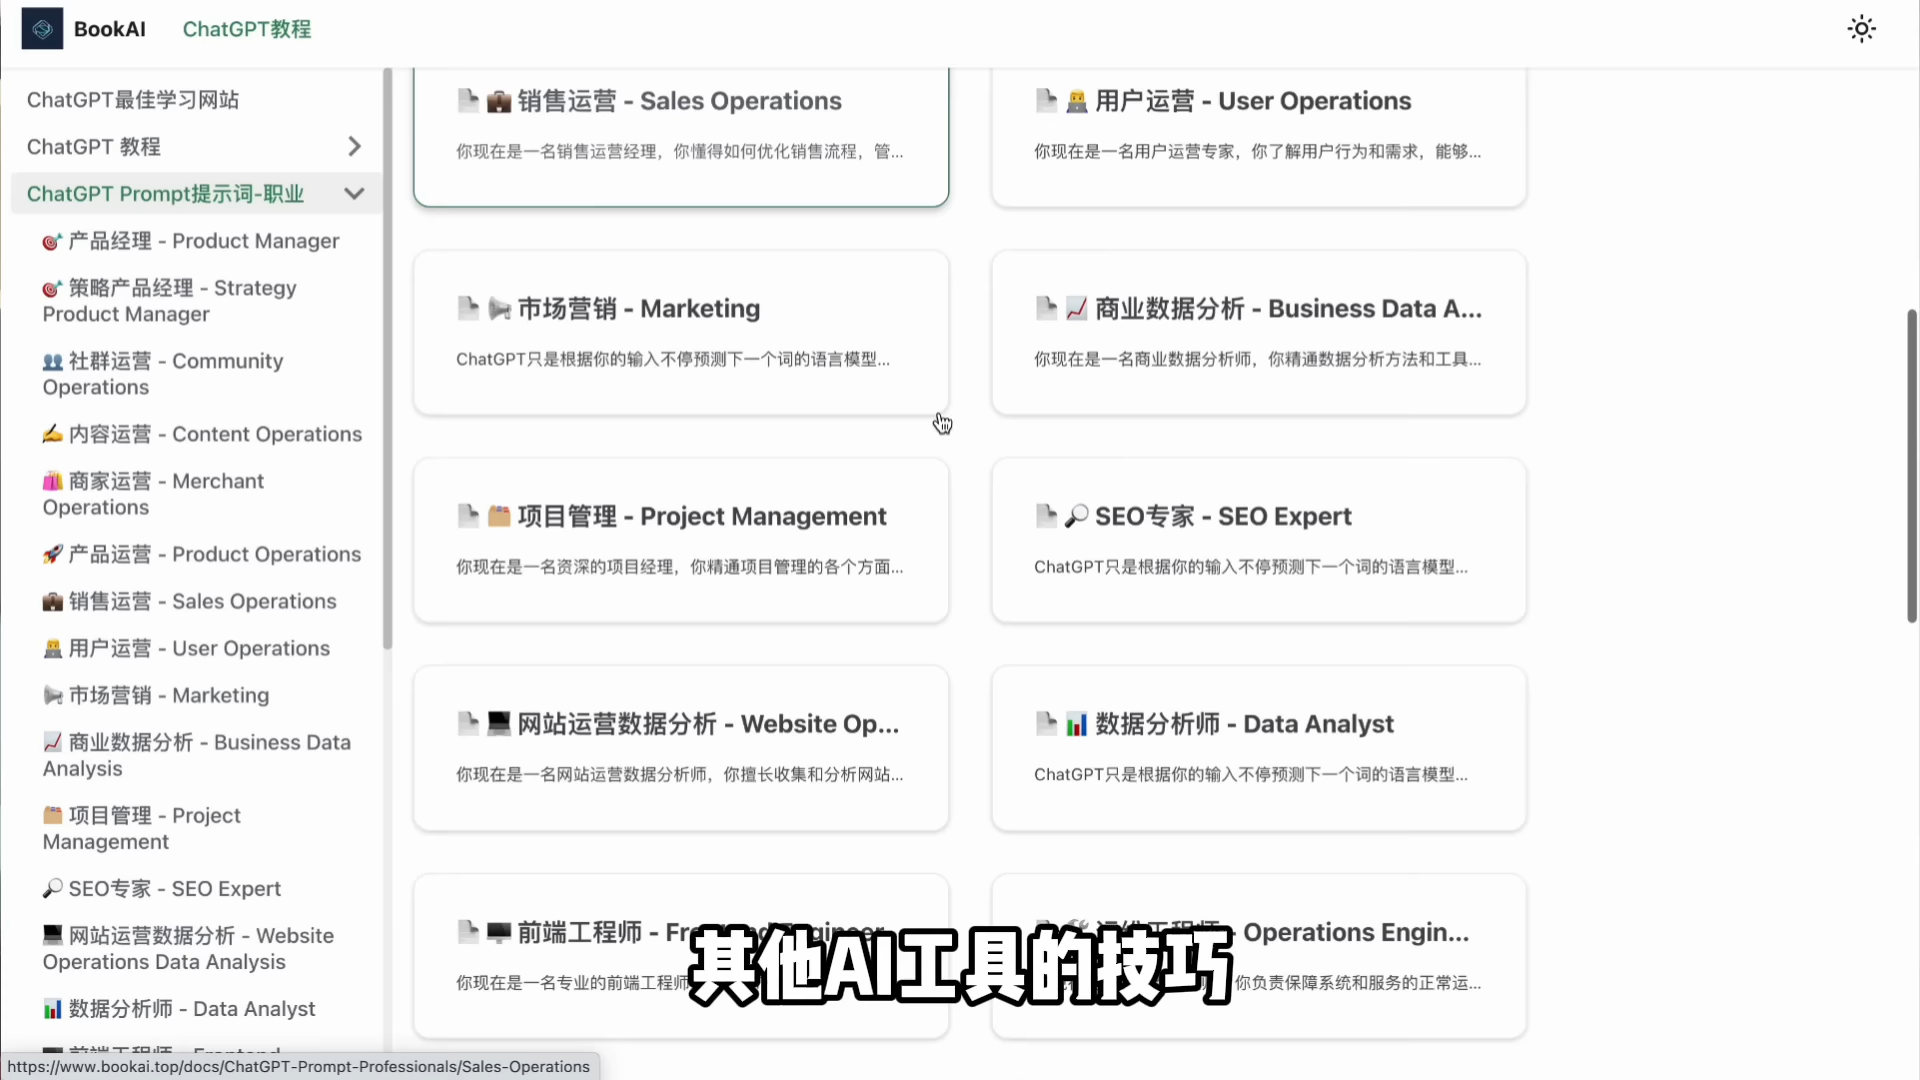 BookAI
ChatGPT教程
ChatGPT最佳学习网站
ChatGPT 教程
ChatGPT Prompt提示词-职业
产品经理 - Product Manager
策略产品经理 - Strategy
Product Manager
社群运营 - Community
Operations
内容运营 - Content Operations
商家运营 - Merchant
Operations
产品运营 - Product Operations
销售运营 - Sales Operations
用户运营 - User Operations
市场营销 - Marketing
商业数据分析 - Business Data
Analysis
项目管理 - Project
Management
SEO专家 - SEO Expert
网站运营数据分析 - Website
Operations Data Analysis
数据分析师 - Data Analyst
前端工程师 - Frontend
销售运营 - Sales Operations
你现在是一名销售运营经理，你懂得如何优化销售流程，管...
用户运营 - User Operations
你现在是一名用户运营专家，你了解用户行为和需求，能够...
市场营销 - Marketing
ChatGPT只是根据你的输入不停预测下一个词的语言模型...
商业数据分析 - Business Data A...
你现在是一名商业数据分析师，你精通数据分析方法和工具...
项目管理 - Project Management
你现在是一名资深的项目经理，你精通项目管理的各个方面...
SEO专家 - SEO Expert
ChatGPT只是根据你的输入不停预测下一个词的语言模型...
网站运营数据分析 - Website Op...
你现在是一名网站运营数据分析师，你擅长收集和分析网站...
数据分析师 - Data Analyst
ChatGPT只是根据你的输入不停预测下一个词的语言模型...
前端工程师 - Frontend Engineer
你现在是一名专业的前端工程师
运维工程师 - Operations Engin...
你负责保障系统和服务的正常运...
其他AI工具的技巧
https://www.bookai.top/docs/ChatGPT-Prompt-Professionals/Sales-Operations